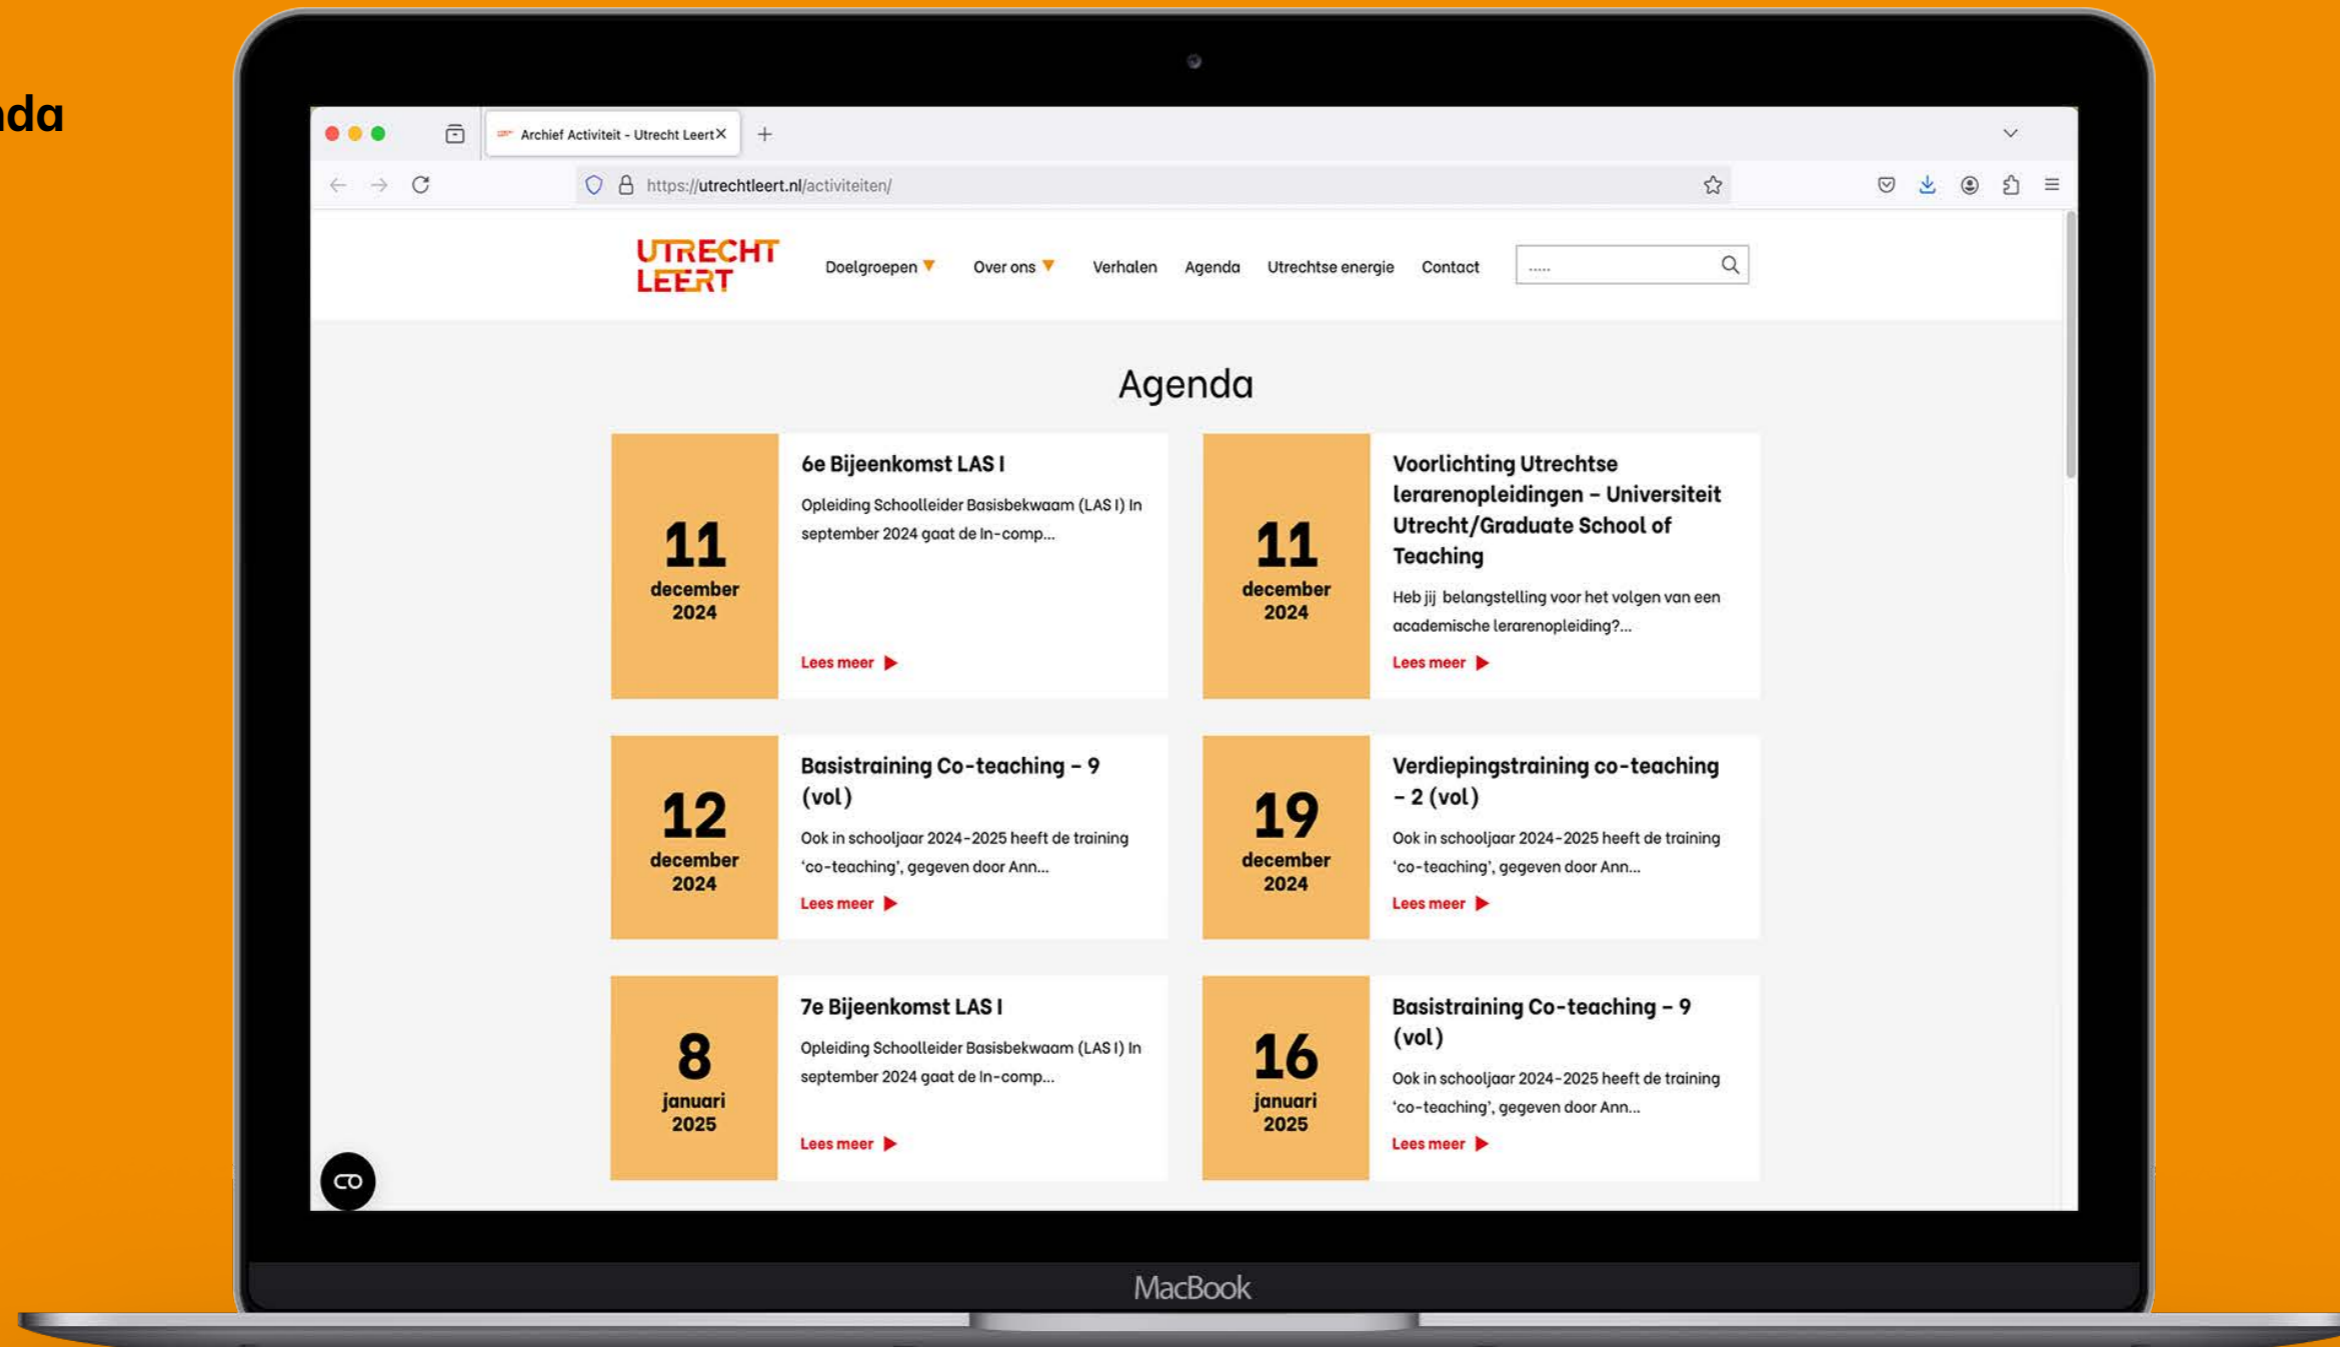 Archief Activiteit - Utrecht Leert
https://utrechtleert.nl/activiteiten/
UTRECHT
LEERT
Doelgroepen
Over ons
Verhalen
Agenda
Utrechtse energie
Contact
.....
Agenda
11
december
2024
6e Bijeenkomst LAS I
Opleiding Schoolleider Basisbekwaam (LAS I) In
september 2024 gaat de In-comp...
Lees meer
11
december
2024
Voorlichting Utrechtse
lerarenopleidingen – Universiteit
Utrecht/Graduate School of
Teaching
Heb jij belangstelling voor het volgen van een
academische lerarenopleiding?...
Lees meer
12
december
2024
Basistraining Co-teaching – 9
(vol)
Ook in schooljaar 2024-2025 heeft de training
‘co-teaching’, gegeven door Ann...
Lees meer
19
december
2024
Verdiepingstraining co-teaching
– 2 (vol)
Ook in schooljaar 2024-2025 heeft de training
‘co-teaching’, gegeven door Ann...
Lees meer
8
januari
2025
7e Bijeenkomst LAS I
Opleiding Schoolleider Basisbekwaam (LAS I) In
september 2024 gaat de In-comp...
Lees meer
16
januari
2025
Basistraining Co-teaching – 9
(vol)
Ook in schooljaar 2024-2025 heeft de training
‘co-teaching’, gegeven door Ann...
Lees meer
MacBook